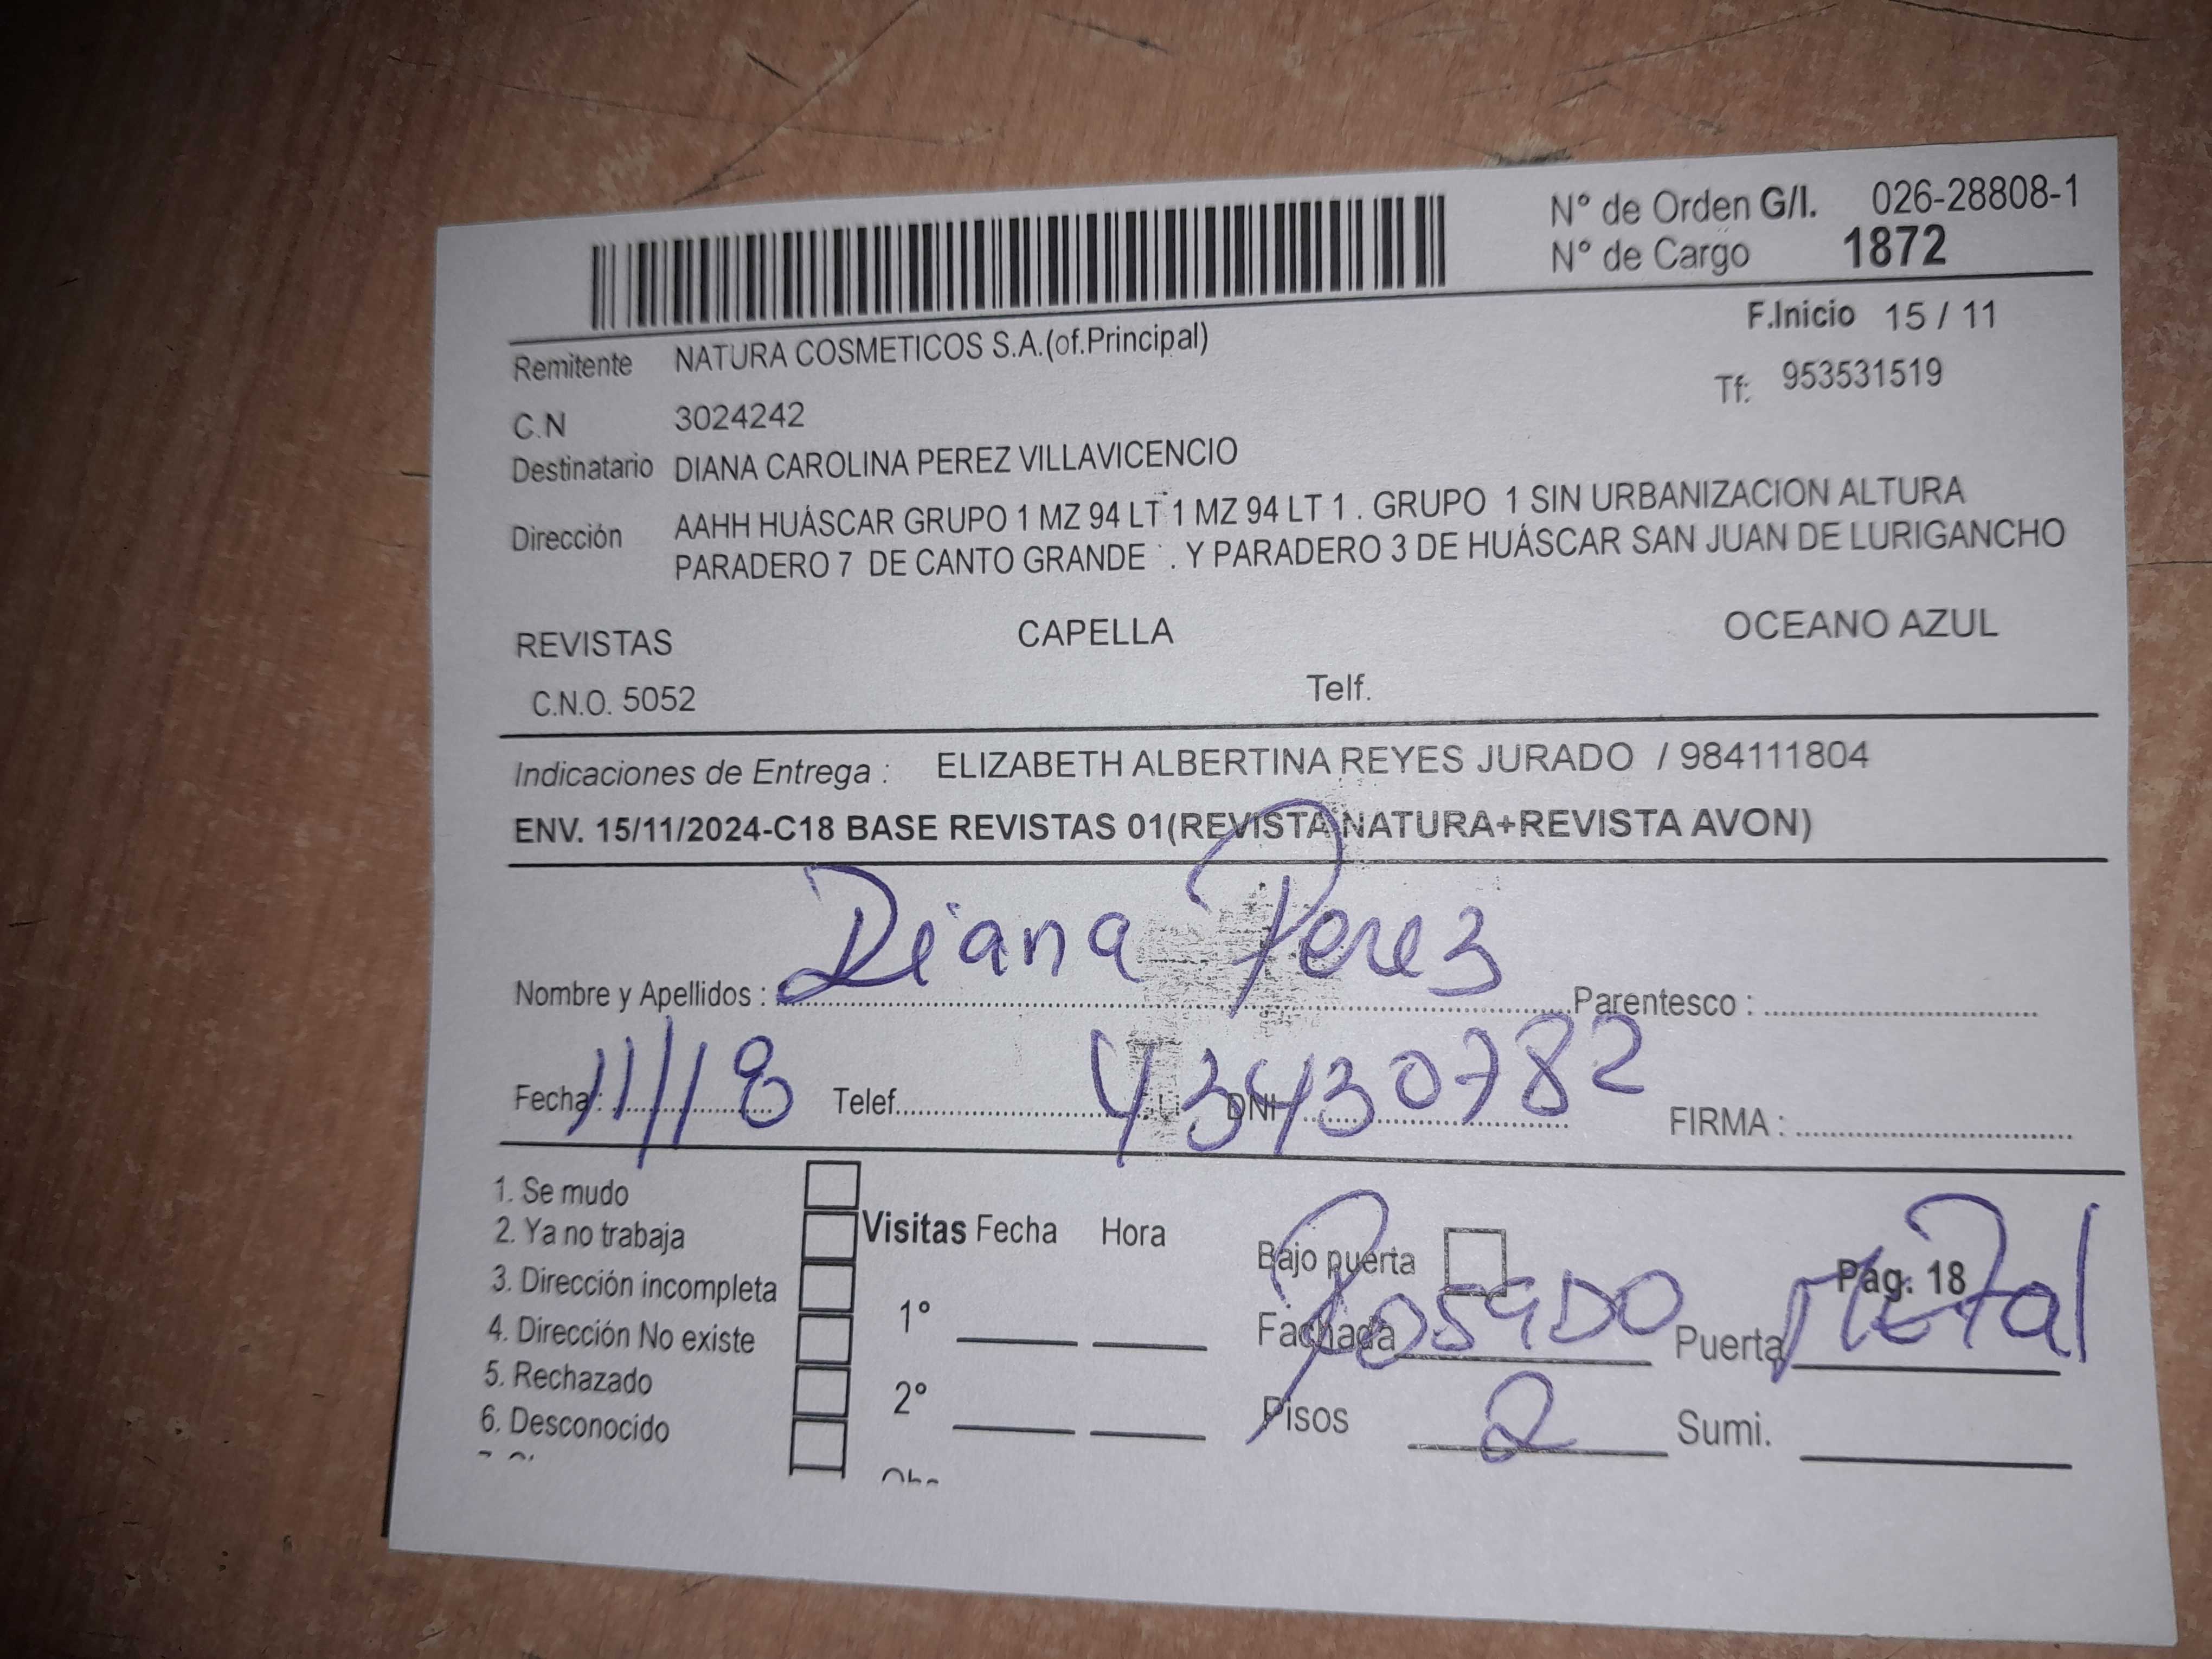 N° de Orden G/I. 026-28808-1
N° de Cargo 1872
F.Inicio 15 / 11
Remitente NATURA COSMETICOS S.A.(of.Principal)
Tf: 953531519
C.N 3024242
Destinatario DIANA CAROLINA PEREZ VILLAVICENCIO
Dirección AAHH HUÁSCAR GRUPO 1 MZ 94 LT 1 MZ 94 LT 1 . GRUPO 1 SIN URBANIZACION ALTURA
PARADERO 7 DE CANTO GRANDE . Y PARADERO 3 DE HUÁSCAR SAN JUAN DE LURIGANCHO
REVISTAS CAPELLA OCEANO AZUL
C.N.O. 5052 Telf.
Indicaciones de Entrega : ELIZABETH ALBERTINA REYES JURADO / 984111804
ENV. 15/11/2024-C18 BASE REVISTAS 01(REVISTA NATURA+REVISTA AVON)
Nombre y Apellidos : Diana Perez Parentesco :
Fecha : 11/18 Telef. DNI 43430782 FIRMA :
1. Se mudo
2. Ya no trabaja
3. Dirección incompleta
4. Dirección No existe
5. Rechazado
6. Desconocido
Visitas Fecha Hora
1°
2°
Bajo puerta Pag. 18
Fachada ROSADO Puerta Metal
Pisos 2 Sumi.